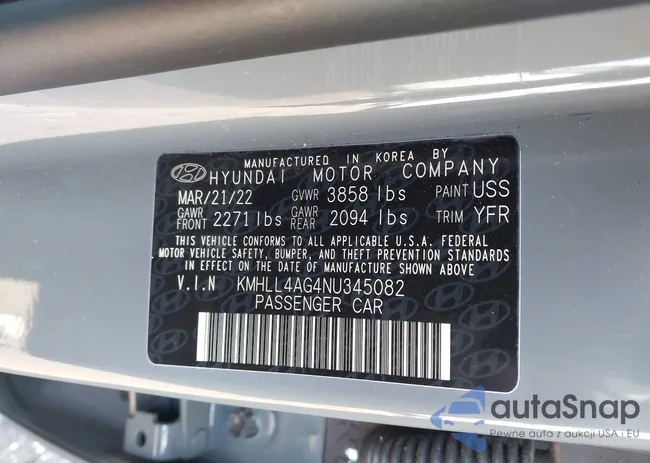 MANUFACTURED IN KOREA BY
HYUNDAI MOTOR COMPANY
MAR/21/22 GVWR 3858 lbs PAINT USS
GAWR FRONT 2271 lbs GAWR REAR 2094 lbs TRIM YFR
THIS VEHICLE CONFORMS TO ALL APPLICABLE U.S.A. FEDERAL
MOTOR VEHICLE SAFETY, BUMPER, AND THEFT PREVENTION STANDARDS
IN EFFECT ON THE DATE OF MANUFACTURE SHOWN ABOVE
V.I.N KMHLL4AG4NU345082
PASSENGER CAR
autaSnap
Pewne auta z aukcji USA i EU